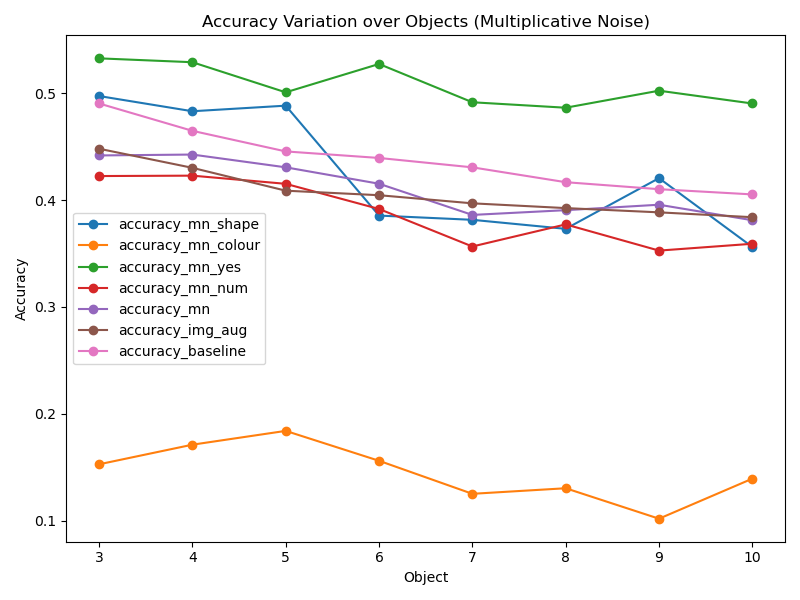 Accuracy Variation over Objects (Multiplicative Noise)
0.5
0.4
0.3
0.2
0.1
Accuracy
accuracy_mn_shape
accuracy_mn_colour
accuracy_mn_yes
accuracy_mn_num
accuracy_mn
accuracy_img_aug
accuracy_baseline
3 4 5 6 7 8 9 10
Object